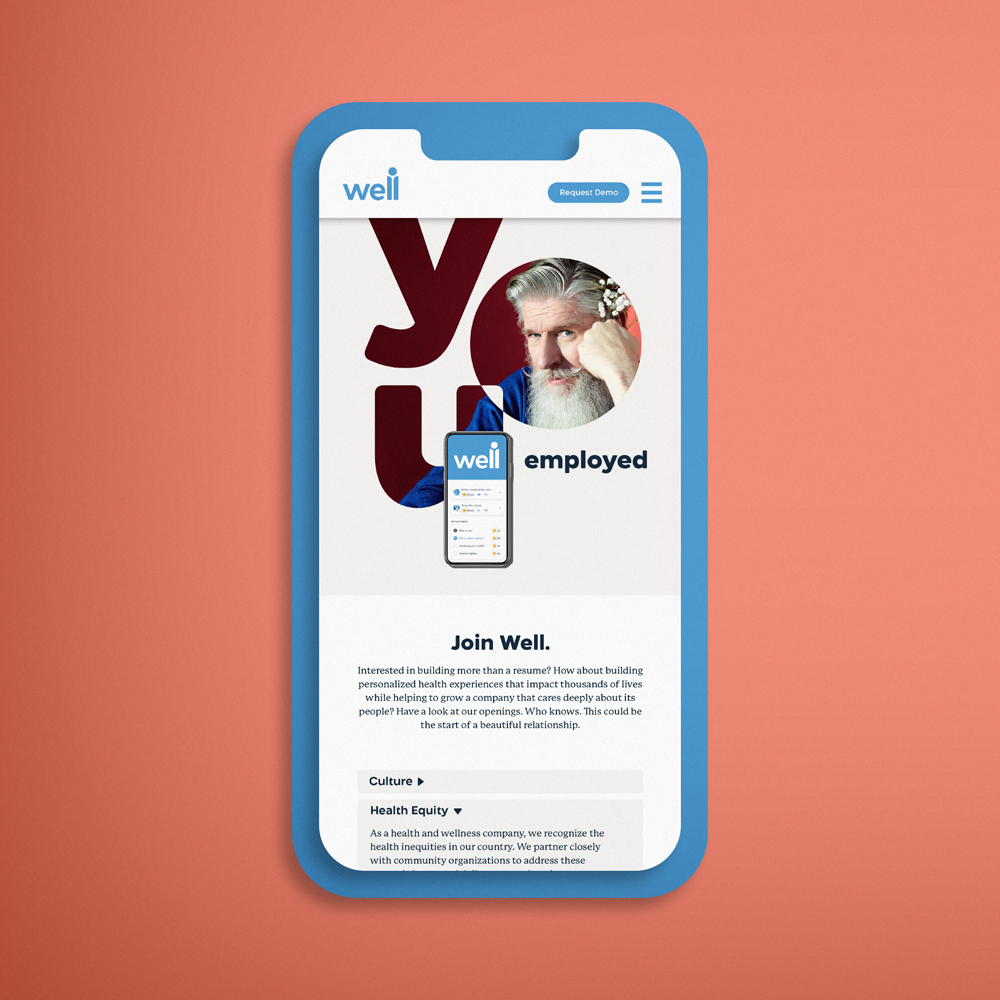 well
Request Demo
you
well
employed
Join Well.
Interested in building more than a resume? How about building
personalized health experiences that impact thousands of lives
while helping to grow a company that cares deeply about its
people? Have a look at our openings. Who knows. This could be
the start of a beautiful relationship.
Culture
Health Equity
As a health and wellness company, we recognize the
health inequities in our country. We partner closely
with community organizations to address these